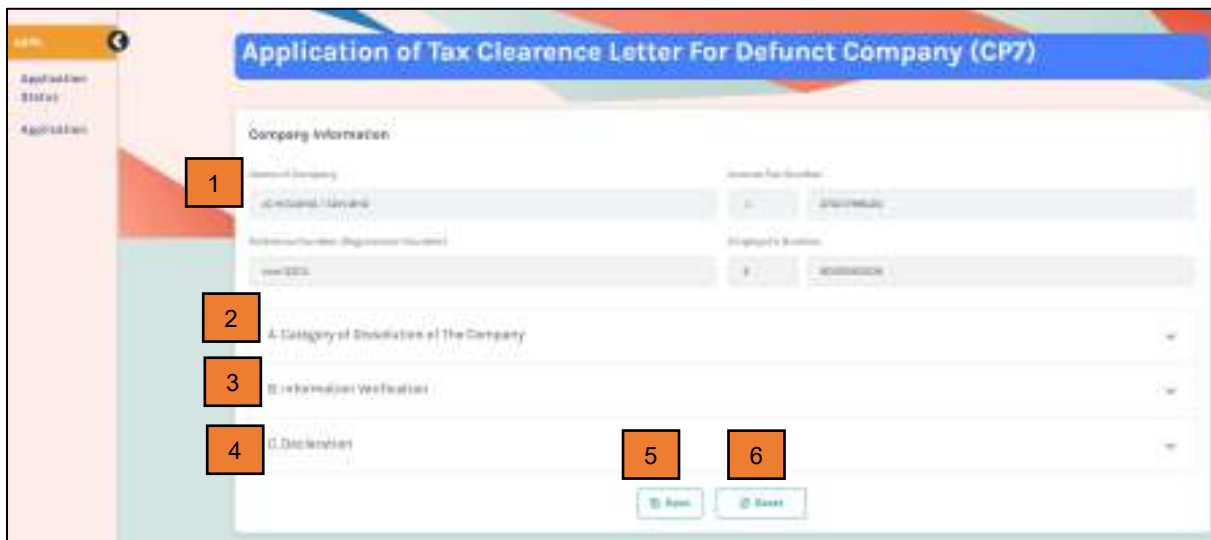 Application of Tax Clearence Letter For Defunct Company (CP7)
Application
Status
Application
Company Information
1
Name of Company
Income Tax Number
Reference Number (Registration Number)
Employer's Number
E
2
A. Category of Dissolution of The Company
3
B. Information Verification
4
C. Declaration
5
6
Save
Reset